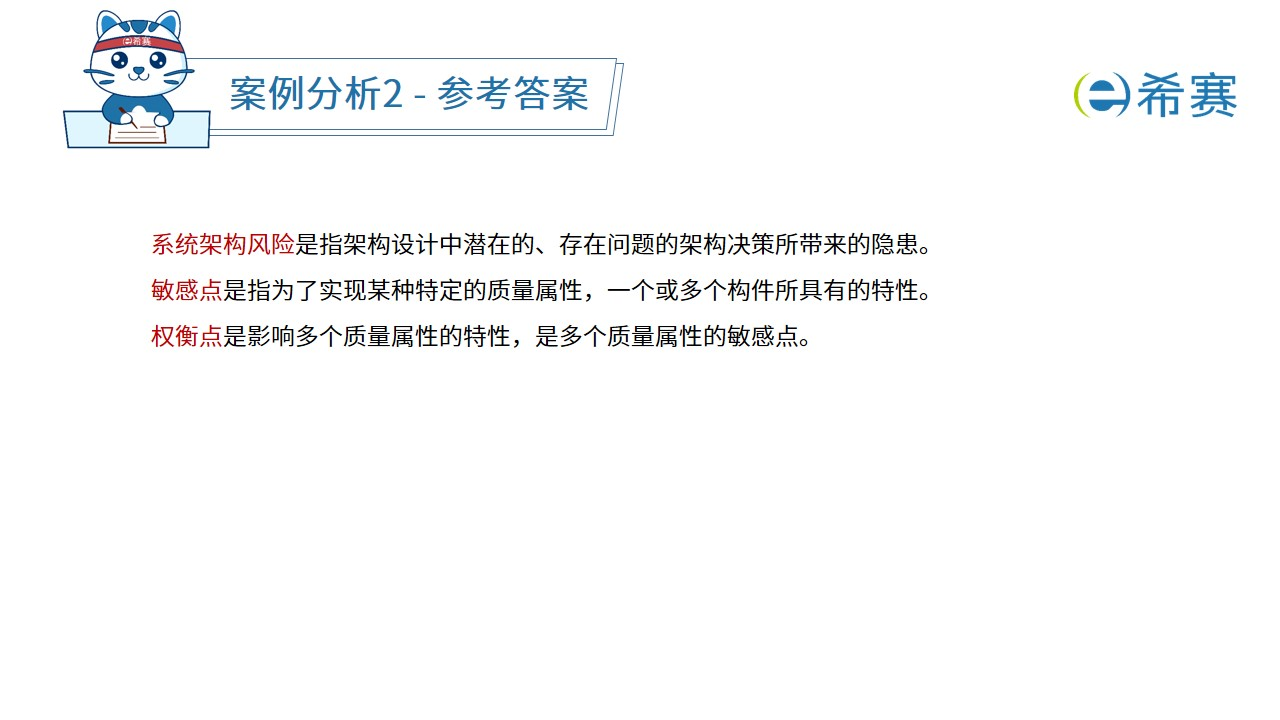 希赛
案例分析2 - 参考答案
希赛
系统架构风险是指架构设计中潜在的、存在问题的架构决策所带来的隐患。
敏感点是指为了实现某种特定的质量属性，一个或多个构件所具有的特性。
权衡点是影响多个质量属性的特性，是多个质量属性的敏感点。